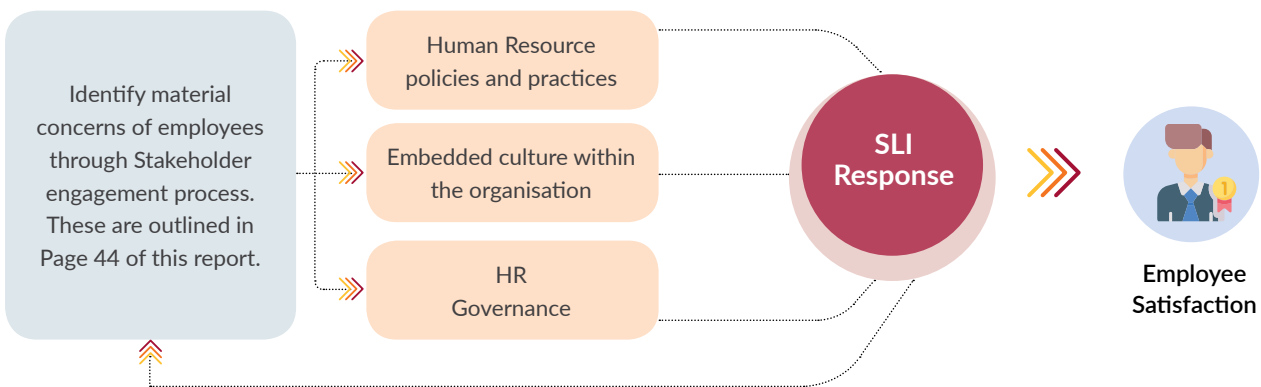 Identify material
concerns of employees
through Stakeholder
engagement process.
These are outlined in
Page 44 of this report.
Human Resource
policies and practices
Embedded culture within
the organisation
HR
Governance
SLI
Response
1
Employee
Satisfaction